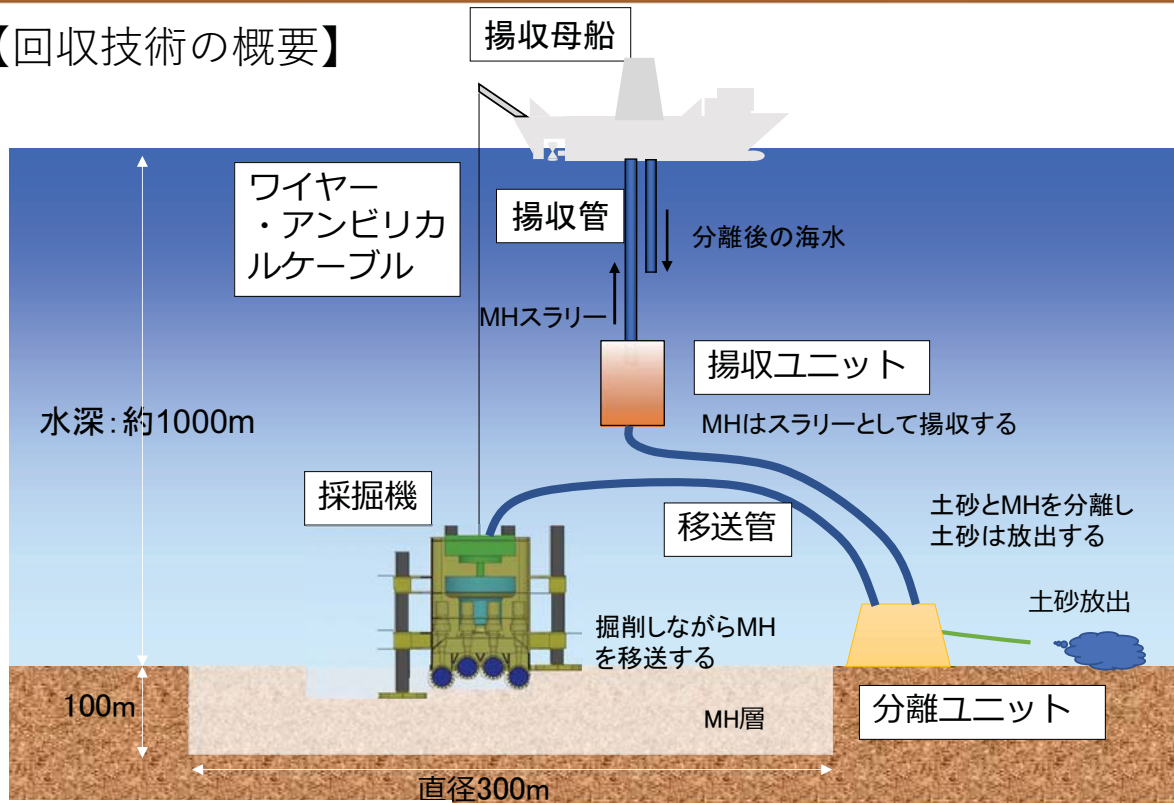 【回収技術の概要】
揚収母船
ワイヤー
・アンビリカ
ルケーブル
揚収管
分離後の海水
MHスラリー
揚収ユニット
MHはスラリーとして揚収する
水深：約1000m
採掘機
移送管
土砂とMHを分離し
土砂は放出する
土砂放出
掘削しながらMH
を移送する
100m
MH層
分離ユニット
直径300m